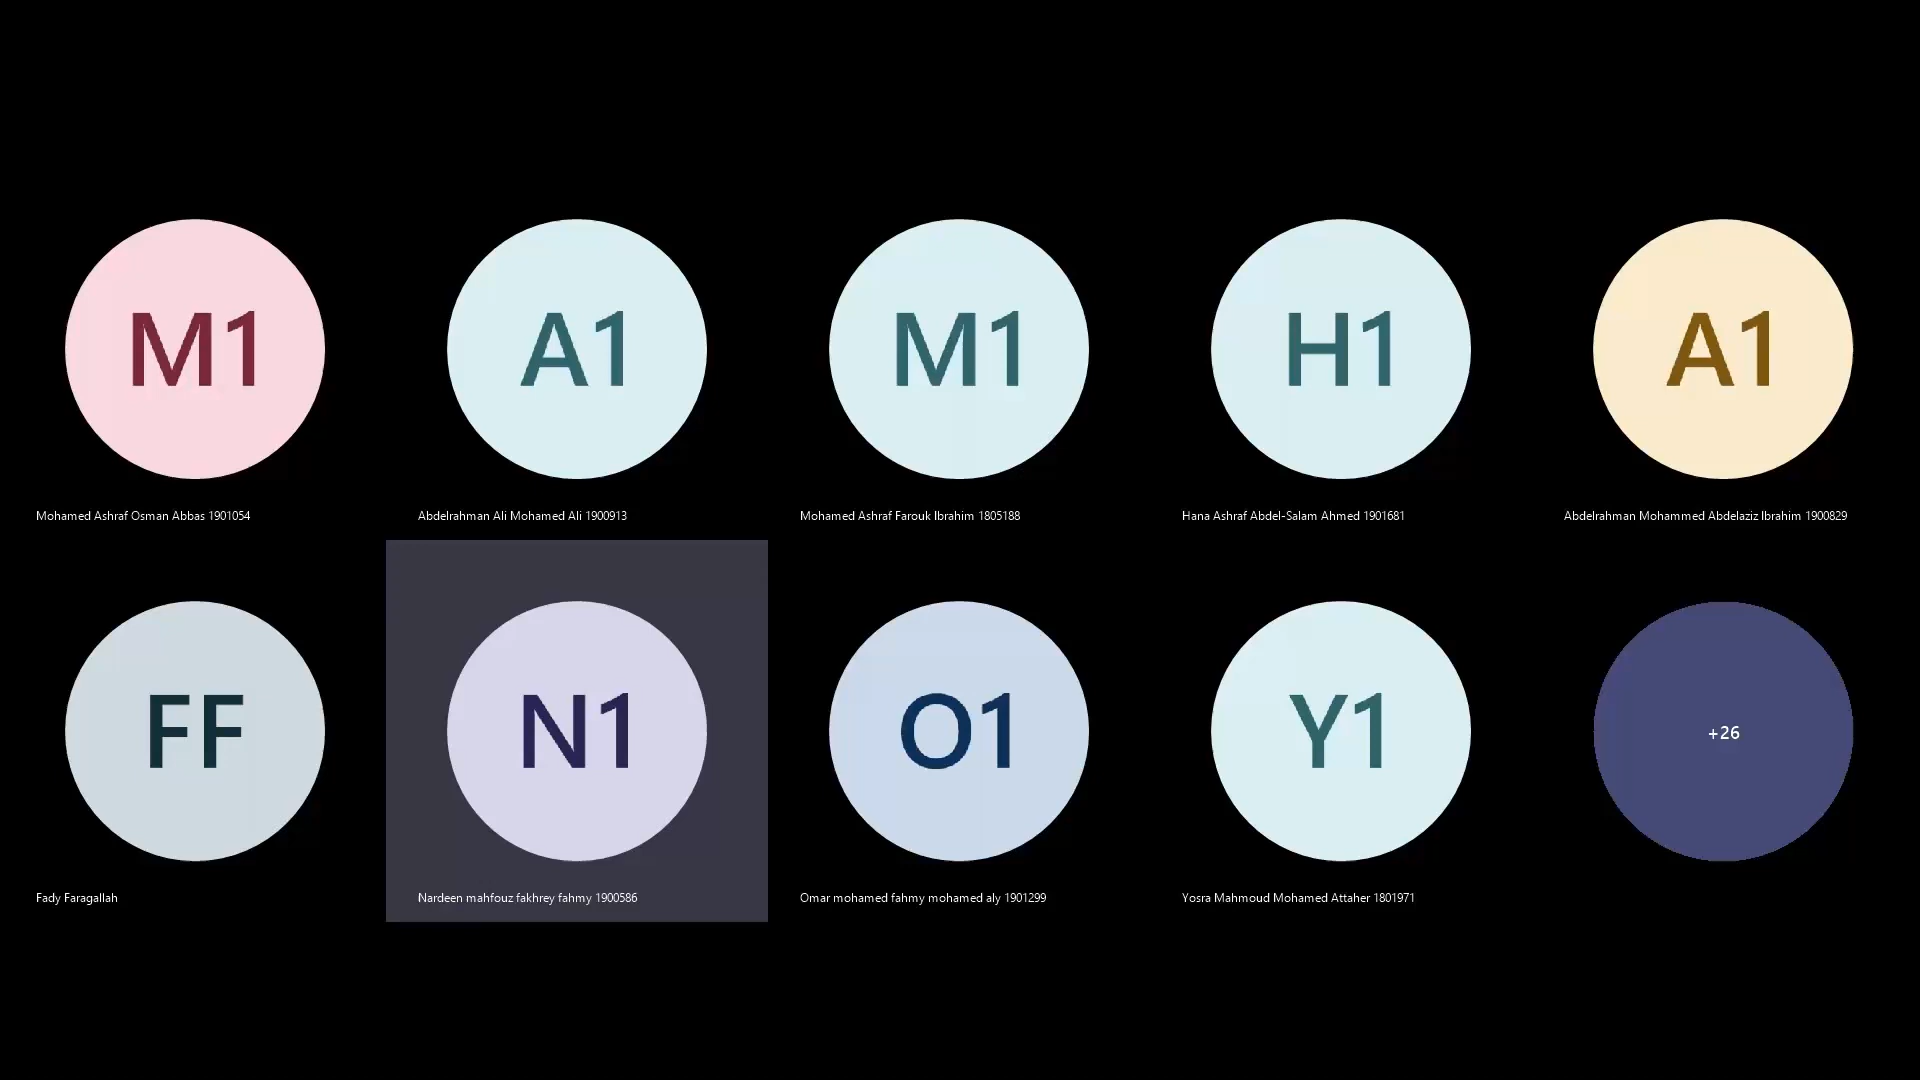 M1
A1
M1
H1
A1
Mohamed Ashraf Osman Abbas 1901054
Abdelrahman Ali Mohamed Ali 1900913
Mohamed Ashraf Farouk Ibrahim 1805188
Hana Ashraf Abdel-Salam Ahmed 1901681
Abdelrahman Mohammed Abdelaziz Ibrahim 1900829
FF
N1
O1
Y1
+26
Fady Faragallah
Nardeen mahfouz fakhrey fahmy 1900586
Omar mohamed fahmy mohamed aly 1901299
Yosra Mahmoud Mohamed Attaher 1801971